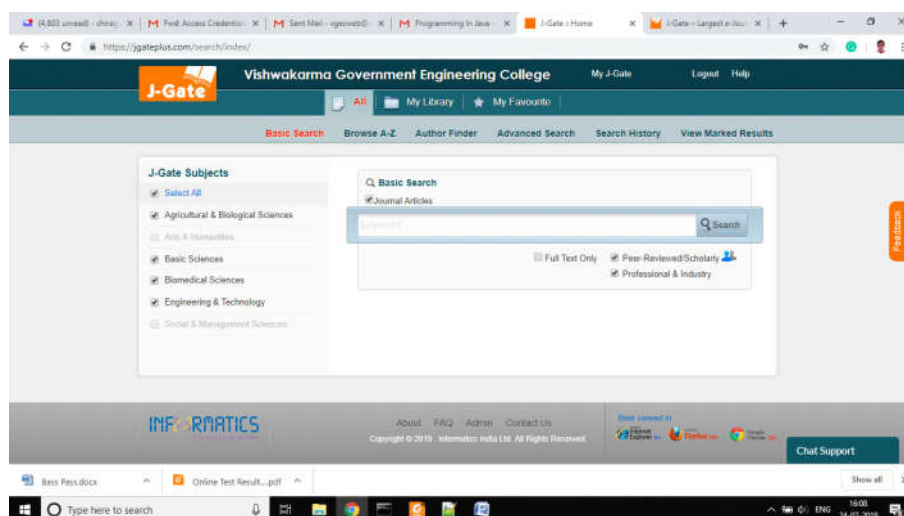 J-Gate : Home
https://jgateplus.com/search/index/
J-Gate
Vishwakarma Government Engineering College
My J-Gate Logout Help
All My Library My Favourite
Basic Search Browse A-Z Author Finder Advanced Search Search History View Marked Results
J-Gate Subjects
Select All
Agricultural & Biological Sciences
Arts & Humanities
Basic Sciences
Biomedical Sciences
Engineering & Technology
Social & Management Sciences
Basic Search
Journal Articles
Keyword
Search
Full Text Only Peer-Reviewed/Scholarly
Professional & Industry
Feedback
INFORMATICS
About FAQ Admin Contact Us
Copyright © 2019 Informatics India Ltd. All Rights Reserved.
Best viewed in
Chat Support
Bass Pass.docx Online Test Result....pdf Show all
Type here to search
ENG 16:08